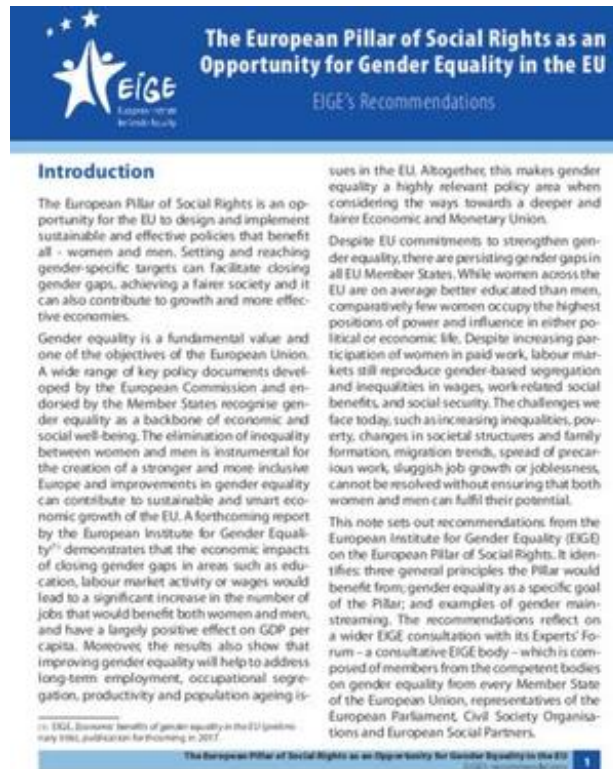 The European Pillar of Social Rights as an
Opportunity for Gender Equality in the EU
EIGE's Recommendations
EIGE
Introduction
The European Pillar of Social Rights is an op-
portunity for the EU to design and implement
sustainable and effective policies that benefit
all - women and men. Setting and reaching
gender-specific targets can facilitate closing
gender gaps, achieving a fairer society and it
can also contribute to growth and more effec-
tive economies.
Gender equality is a fundamental value and
one of the objectives of the European Union.
A wide range of key policy documents devel-
oped by the European Commission and en-
dorsed by the Member States recognise gen-
der equality as a backbone of economic and
social well-being. The elimination of inequality
between women and men is instrumental for
the creation of a stronger and more inclusive
Europe and improvements in gender equality
can contribute to sustainable and smart eco-
nomic growth of the EU. A forthcoming report
by the European Institute for Gender Equali-
ty demonstrates that the economic impacts
of closing gender gaps in areas such as edu-
cation, labour market activity or wages would
lead to a significant increase in the number of
jobs that would benefit both women and men,
and have a largely positive effect on GDP per
capita. Moreover, the results also show that
improving gender equality will help to address
long-term employment, occupational segre-
gation, productivity and population ageing is-
EIGE, Economic benefits of gender equality in the EU (prelimi-
nary title), publication forthcoming in 2017.
sues in the EU. Altogether, this makes gender
equality a highly relevant policy area when
considering the ways towards a deeper and
fairer Economic and Monetary Union.
Despite EU commitments to strengthen gen-
der equality, there are persisting gender gaps in
all EU Member States. While women across the
EU are on average better educated than men,
comparatively few women occupy the highest
positions of power and influence in either po-
litical or economic life. Despite increasing par-
ticipation of women in paid work, labour mar-
kets still reproduce gender-based segregation
and inequalities in wages, work-related social
benefits, and social security. The challenges we
face today, such as increasing inequalities, pov-
erty, changes in societal structures and family
formation, migration trends, spread of precar-
ious work, sluggish job growth or joblessness,
cannot be resolved without ensuring that both
women and men can fulfil their potential.
This note sets out recommendations from the
European Institute for Gender Equality (EIGE)
on the European Pillar of Social Rights. It iden-
tifies: three general principles the Pillar would
benefit from; gender equality as a specific goal
of the Pillar; and examples of gender main-
streaming. The recommendations reflect on
a wider EIGE consultation with its Experts' Fo-
rum – a consultative EIGE body – which is com-
posed of members from the competent bodies
on gender equality from every Member State
of the European Union, representatives of the
European Parliament, Civil Society Organisa-
tions and European Social Partners.
The European Pillar of Social Rights as an Opportunity for Gender Equality in the EU
EIGE's recommendations
1